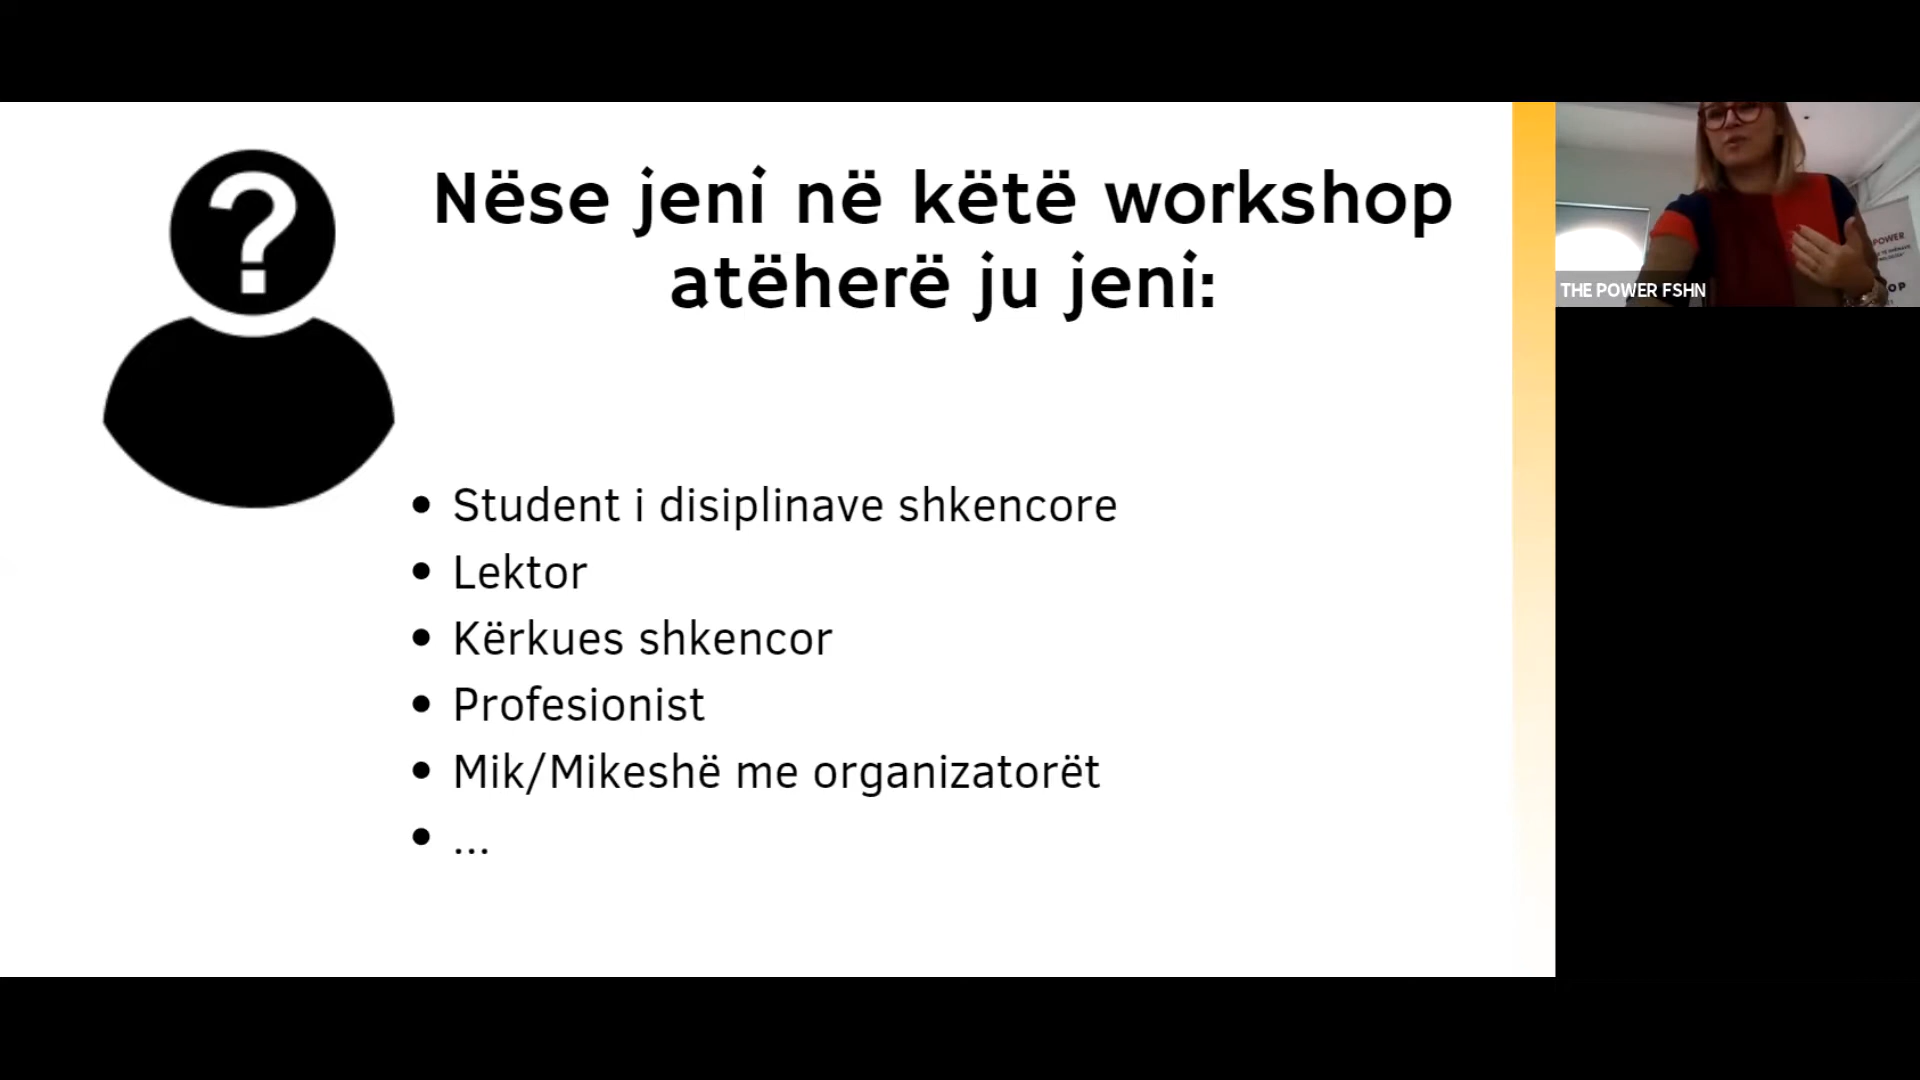 ?
Nëse jeni në këtë workshop
atëherë ju jeni:
• Student i disiplinave shkencore
• Lektor
• Kërkues shkencor
• Profesionist
• Mik/Mikeshë me organizatorët
• ...
POWER
THE POWER FSHN